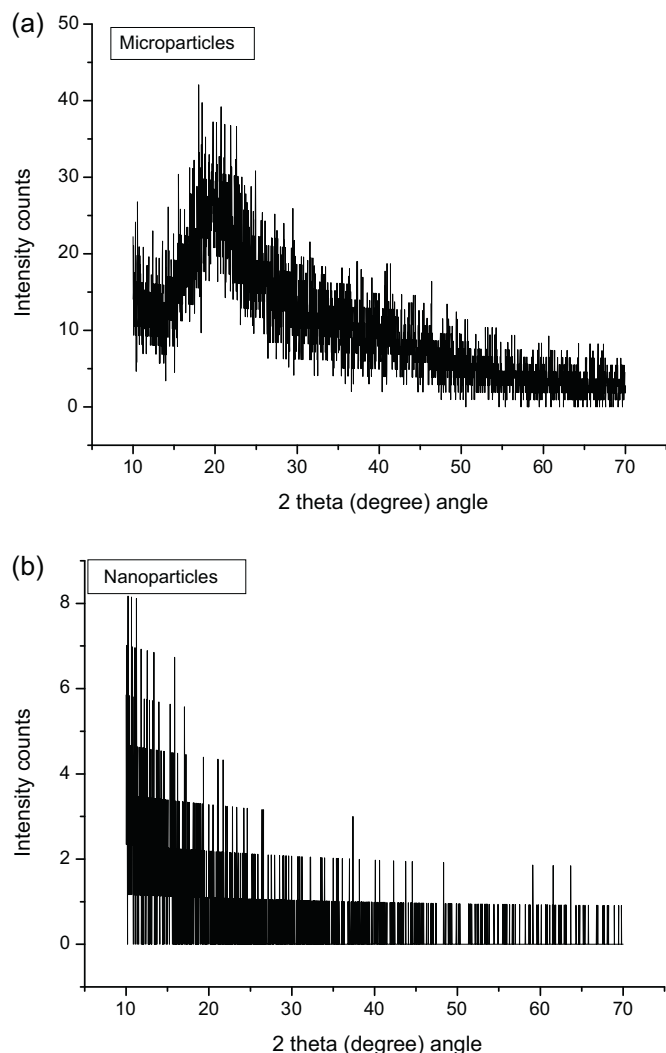 (a)
Microparticles
50
40
30
20
10
0
Intensity counts
10 20 30 40 50 60 70
2 theta (degree) angle
(b)
Nanoparticles
8
6
4
2
0
Intensity counts
10 20 30 40 50 60 70
2 theta (degree) angle